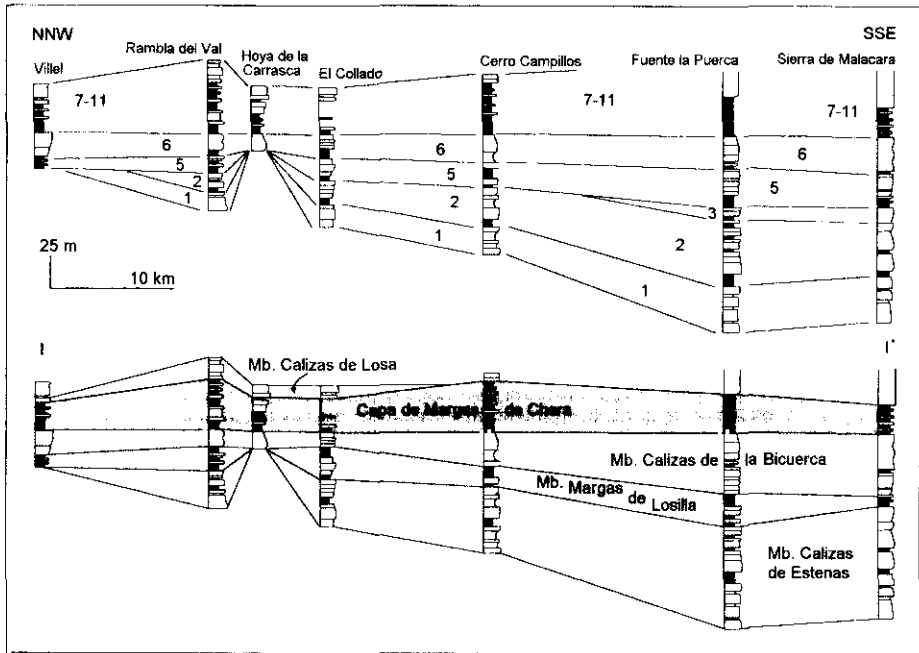 NNW
SSE
Villel
Rambla del Val
Hoya de la
Carrasca
El Collado
Cerro Campillos
Fuente la Puerca
Sierra de Malacara
7-11
7-11
7-11
6
6
6
5
5
5
2
2
3
2
1
1
1
25 m
10 km
I
I'
Mb. Calizas de Losa
Capa de Margas de Chera
Mb. Calizas de la Bicuerca
Mb. Margas de Losilla
Mb. Calizas
de Estenas